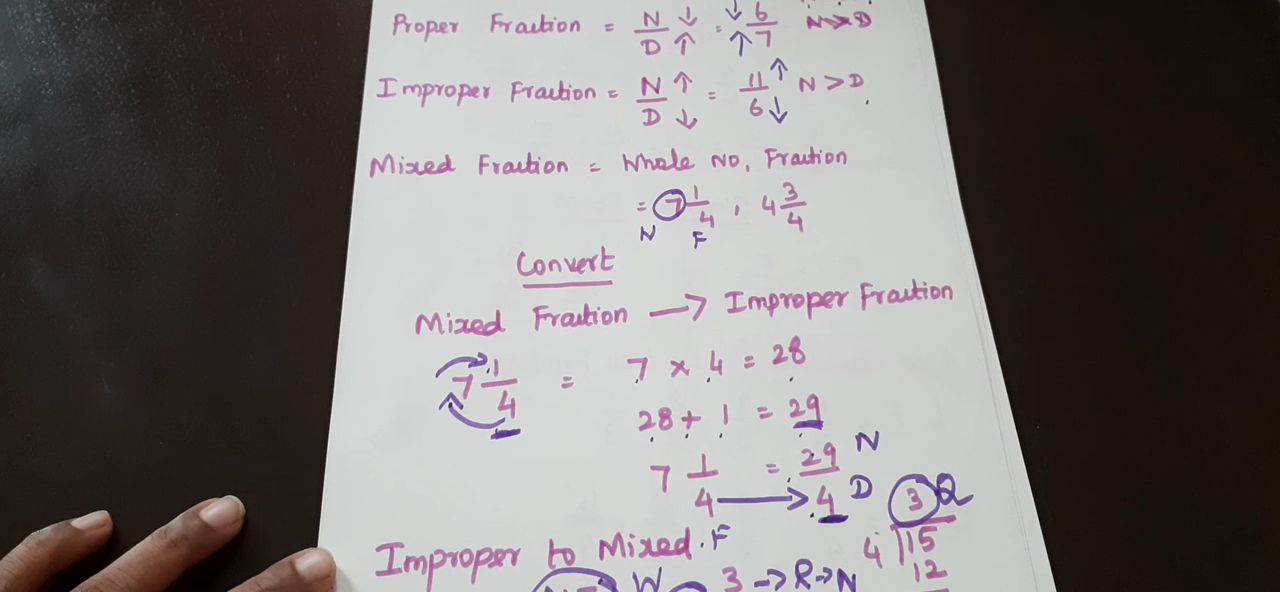 Proper Fraction = N/D ↓↑ = ↓↑ 6/7 D
Improper Fraction = N/D ↑↓ = 11/6 ↑↓ N > D
Mixed Fraction = Whole No, Fraction
= 7 1/4 , 4 3/4
N F
Convert
Mixed Fraction → Improper Fraction
7 1/4 = 7 × 4 = 28
28 + 1 = 29
7 1/4 = 29/4 N D
Improper to Mixed.F
3 Q
4 ) 15
12
W 3 → R → N